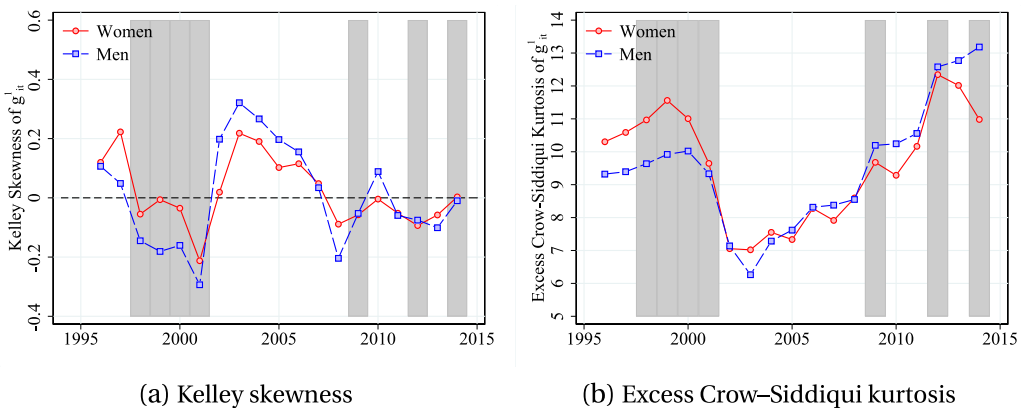 Kelley Skewness of g¹ᵢₜ
0.6
0.4
0.2
0
-0.2
-0.4
Women
Men
1995 2000 2005 2010 2015
(a) Kelley skewness
Excess Crow-Siddiqui Kurtosis of g¹ᵢₜ
14
13
12
11
10
9
8
7
6
5
Women
Men
1995 2000 2005 2010 2015
(b) Excess Crow–Siddiqui kurtosis